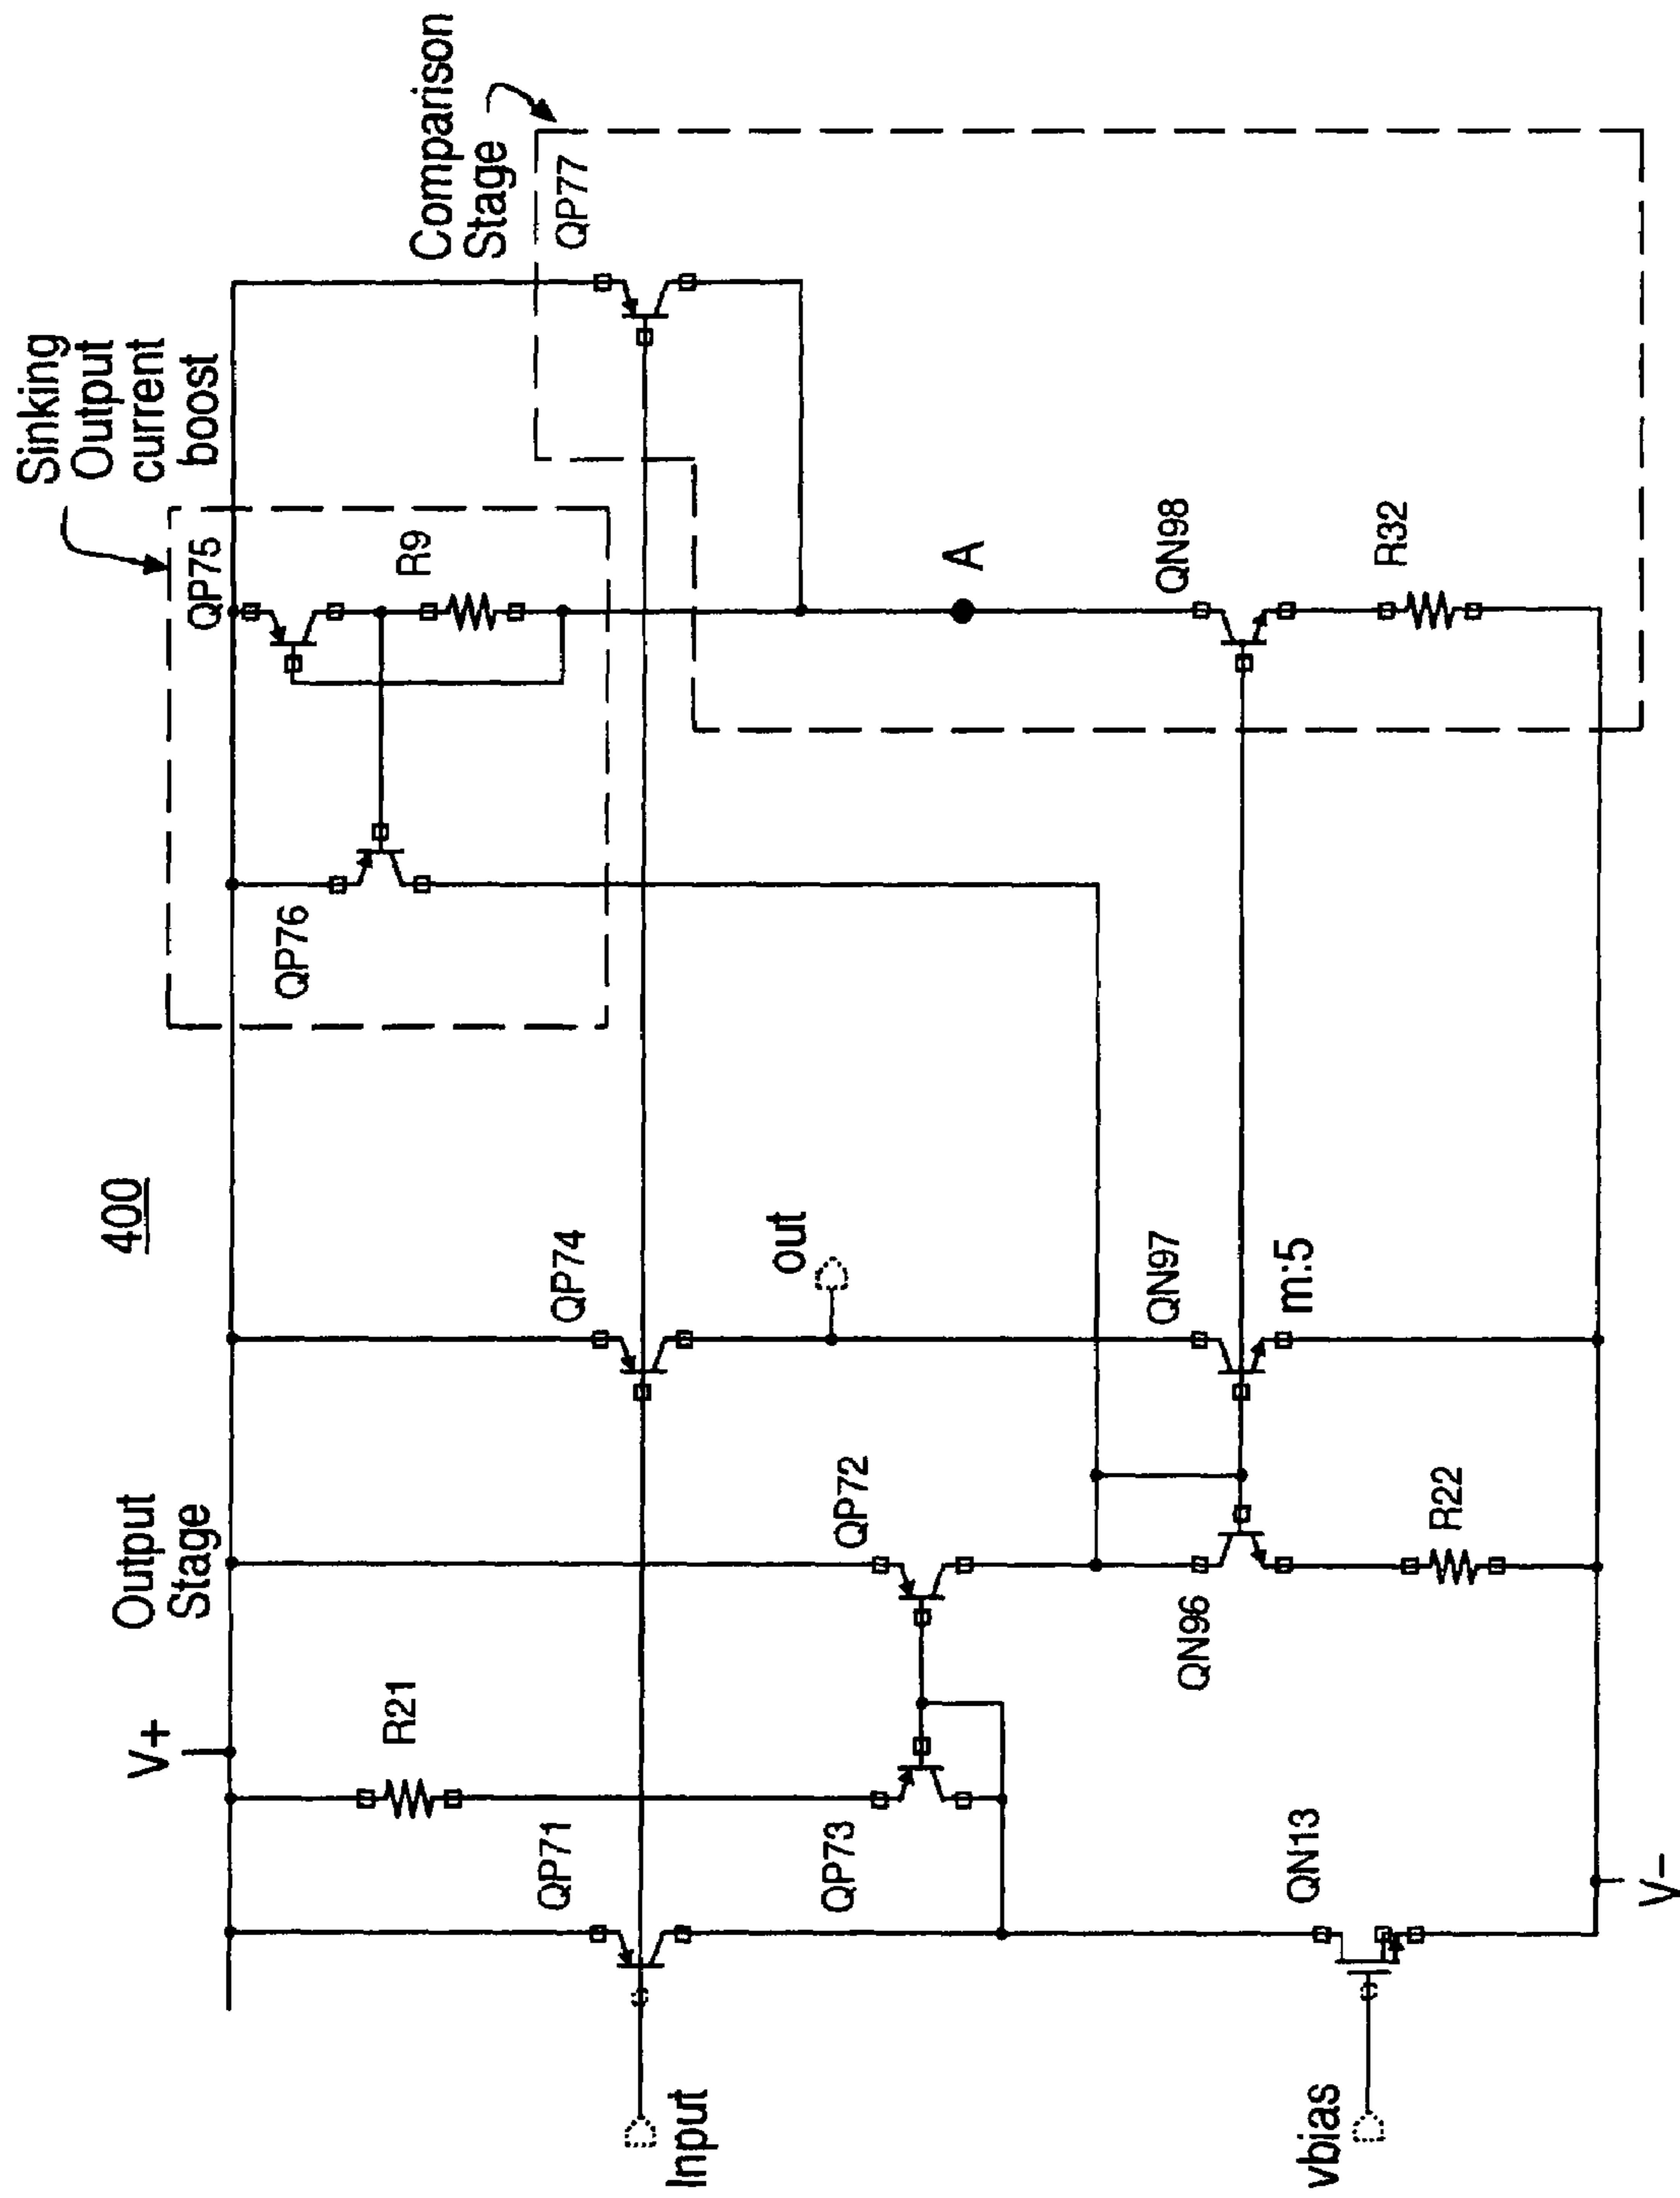 400
Sinking
Output
current
boost
Comparison
Stage
Output
Stage
V+
R21
QP71
QP73
QP72
QP74
QP76
QP75
R9
QP77
Input
out
A
vbias
QN13
QN96
R22
QN97
m:5
QN98
R32
V−